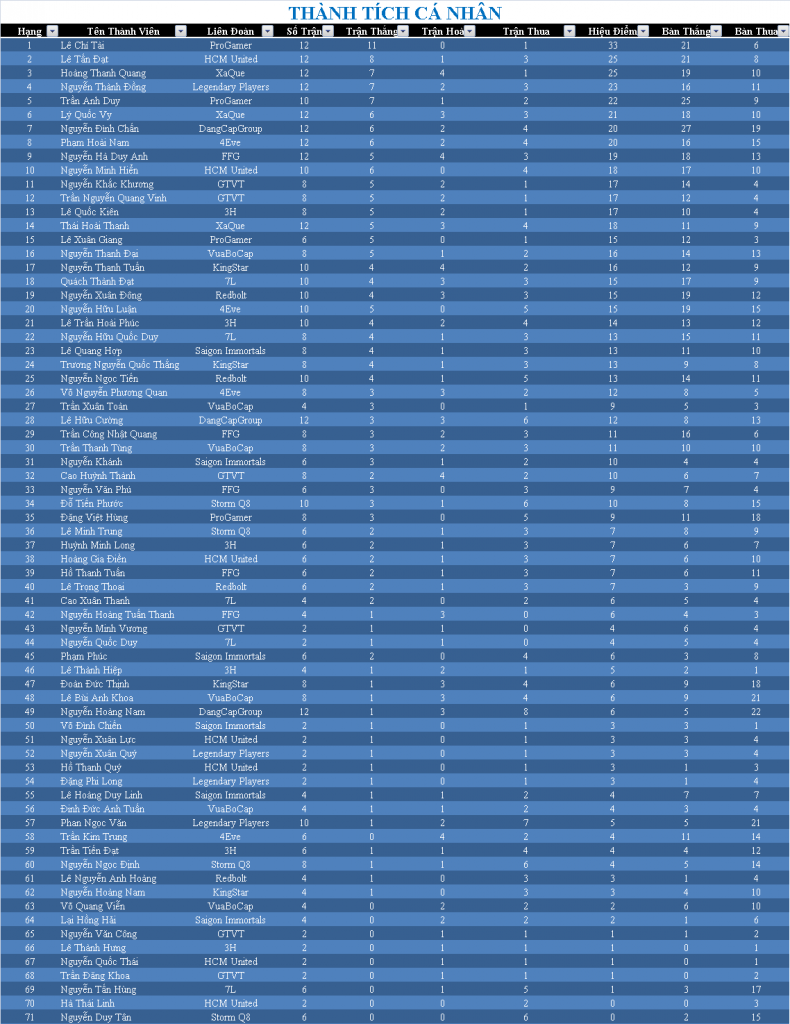 THÀNH TÍCH CÁ NHÂN
Hạng Tên Thành Viên Liên Đoàn Số Trận Trận Thắng Trận Hoà Trận Thua Hiệu Điểm Bàn Thắng Bàn Thua
1 Lê Chí Tài ProGamer 12 11 0 1 33 21 6
2 Lê Tấn Đạt HCM United 12 8 1 3 25 21 8
3 Hoàng Thanh Quang XaQue 12 7 4 1 25 19 10
4 Nguyễn Thành Đồng Legendary Players 12 7 2 3 23 16 11
5 Trần Anh Duy ProGamer 10 7 1 2 22 25 9
6 Lý Quốc Vy XaQue 12 6 3 3 21 18 10
7 Nguyễn Đình Chấn DangCapGroup 12 6 2 4 20 27 19
8 Phạm Hoài Nam 4Eve 12 6 2 4 20 16 15
9 Nguyễn Hà Duy Anh FFG 12 5 4 3 19 18 13
10 Nguyễn Minh Hiển HCM United 10 6 0 4 18 17 10
11 Nguyễn Khắc Khương GTVT 8 5 2 1 17 14 4
12 Trần Nguyễn Quang Vinh GTVT 8 5 2 1 17 12 4
13 Lê Quốc Kiên 3H 8 5 2 1 17 10 4
14 Thái Hoài Thanh XaQue 12 5 3 4 18 11 9
15 Lê Xuân Giang ProGamer 6 5 0 1 15 12 3
16 Nguyễn Thanh Đại VuaBoCap 8 5 1 2 16 14 13
17 Nguyễn Thanh Tuấn KingStar 10 4 4 2 16 12 9
18 Quách Thành Đạt 7L 10 4 3 3 15 17 9
19 Nguyễn Xuân Đông Redbolt 10 4 3 3 15 19 12
20 Nguyễn Hữu Luận 4Eve 10 5 0 5 15 19 15
21 Lê Trần Hoài Phúc 3H 10 4 2 4 14 13 12
22 Nguyễn Hữu Quốc Duy 7L 8 4 1 3 13 15 11
23 Lê Quang Hợp Saigon Immortals 8 4 1 3 13 11 10
24 Trương Nguyễn Quốc Thắng KingStar 8 4 1 3 13 9 8
25 Nguyễn Ngọc Tiến Redbolt 10 4 1 5 13 14 11
26 Võ Nguyễn Phương Quan 4Eve 8 3 3 2 12 8 5
27 Trần Xuân Toàn VuaBoCap 4 3 0 1 9 5 3
28 Lê Hữu Cường DangCapGroup 12 3 3 6 12 8 13
29 Trần Công Nhật Quang FFG 8 3 2 3 11 16 6
30 Trần Thanh Tùng VuaBoCap 8 3 2 3 11 10 10
31 Nguyễn Khánh Saigon Immortals 6 3 1 2 10 4 4
32 Cao Huỳnh Thành GTVT 8 2 4 2 10 6 7
33 Nguyễn Văn Phú FFG 6 3 0 3 9 7 4
34 Đỗ Tiến Phước Storm Q8 10 3 1 6 10 8 15
35 Đặng Việt Hùng ProGamer 8 3 0 5 9 11 18
36 Lê Minh Trung Storm Q8 6 2 1 3 7 8 9
37 Huỳnh Minh Long 3H 6 2 1 3 7 6 7
38 Hoàng Gia Điền HCM United 6 2 1 3 7 6 10
39 Hồ Thanh Tuấn FFG 6 2 1 3 7 6 11
40 Lê Trọng Thoại Redbolt 6 2 1 3 7 3 9
41 Cao Xuân Thanh 7L 4 2 0 2 6 5 4
42 Nguyễn Hoàng Tuấn Thanh FFG 4 1 3 0 6 4 3
43 Nguyễn Minh Vương GTVT 2 1 1 0 4 6 4
44 Nguyễn Quốc Duy 7L 2 1 1 0 4 5 4
45 Phạm Phúc Saigon Immortals 6 2 0 4 6 3 8
46 Lê Thành Hiệp 3H 4 1 2 1 5 2 1
47 Đoàn Đức Thịnh KingStar 8 1 3 4 6 9 18
48 Lê Bùi Anh Khoa VuaBoCap 8 1 3 4 6 9 21
49 Nguyễn Hoàng Nam DangCapGroup 12 1 3 8 6 5 22
50 Võ Đình Chiến Saigon Immortals 2 1 0 1 3 3 1
51 Nguyễn Xuân Lực HCM United 2 1 0 1 3 3 4
52 Nguyễn Xuân Quý Legendary Players 2 1 0 1 3 3 4
53 Hồ Thanh Quý HCM United 2 1 0 1 3 1 3
54 Đặng Phi Long Legendary Players 2 1 0 1 3 1 4
55 Lê Hoàng Duy Linh Saigon Immortals 4 1 1 2 4 7 7
56 Đinh Đức Anh Tuấn VuaBoCap 4 1 1 2 4 3 4
57 Phan Ngọc Văn Legendary Players 10 1 2 7 5 5 21
58 Trần Kim Trung 4Eve 6 0 4 2 4 11 14
59 Trần Tiến Đạt 3H 6 1 1 4 4 4 12
60 Nguyễn Ngọc Định Storm Q8 8 1 1 6 4 5 14
61 Lê Nguyễn Anh Hoàng Redbolt 4 1 0 3 3 1 4
62 Nguyễn Hoàng Nam KingStar 4 1 0 3 3 4 10
63 Võ Quang Viễn VuaBoCap 4 0 2 2 2 6 10
64 Lại Hồng Hải Saigon Immortals 4 0 2 2 2 1 6
65 Nguyễn Văn Công GTVT 2 0 1 1 1 1 2
66 Lê Thành Hưng 3H 2 0 1 1 1 0 1
67 Nguyễn Quốc Thái HCM United 2 0 1 1 1 0 1
68 Trần Đăng Khoa GTVT 2 0 1 1 1 0 2
69 Nguyễn Tấn Hùng 7L 6 0 1 5 1 3 17
70 Hà Thái Linh HCM United 2 0 0 2 0 0 3
71 Nguyễn Duy Tân Storm Q8 6 0 0 6 0 2 15